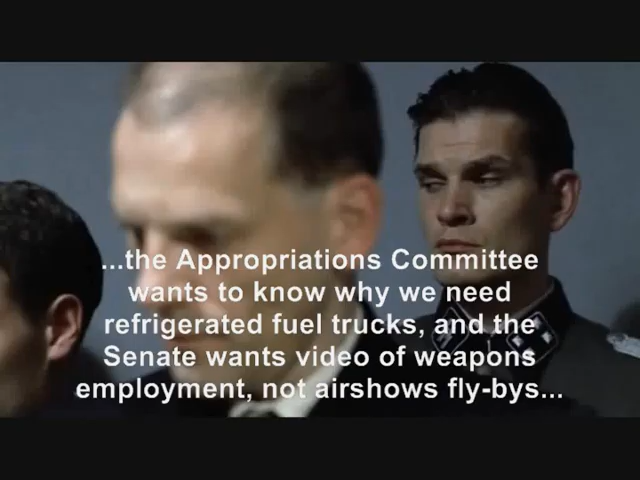 ...the Appropriations Committee
wants to know why we need
refrigerated fuel trucks, and the
Senate wants video of weapons
employment, not airshows fly-bys...